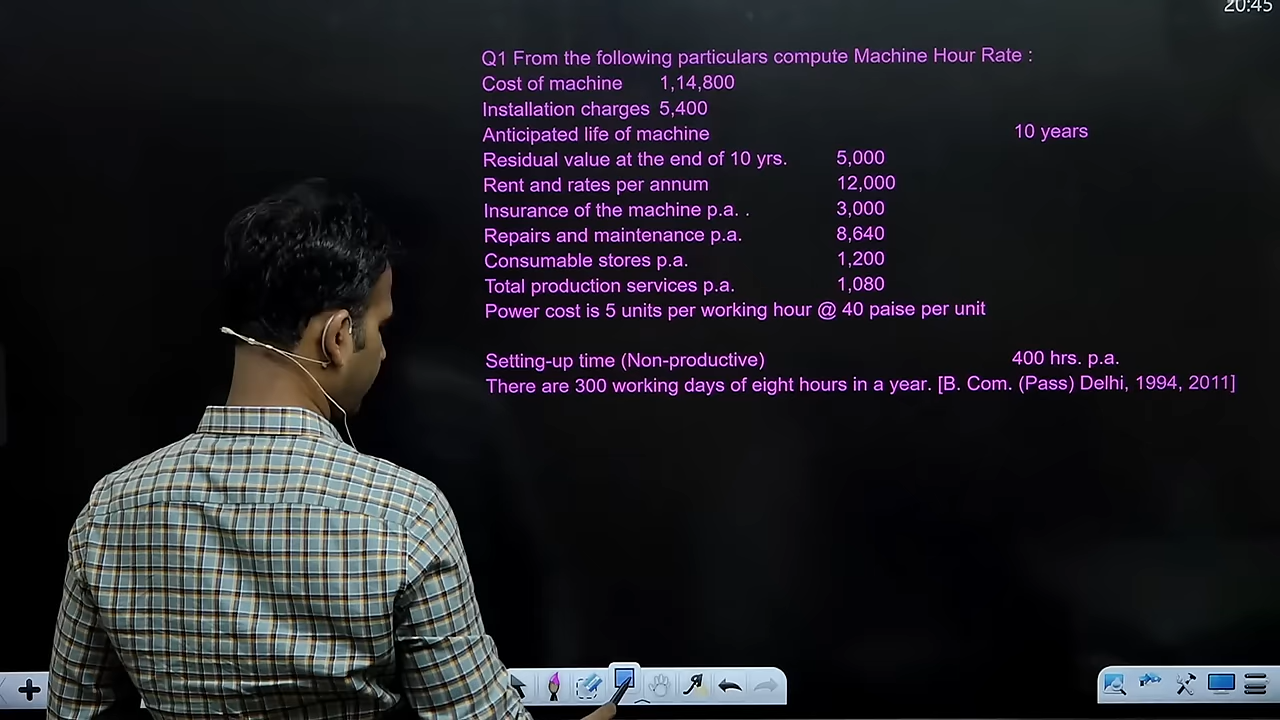 20:45
Q1 From the following particulars compute Machine Hour Rate :
Cost of machine 1,14,800
Installation charges 5,400
Anticipated life of machine 10 years
Residual value at the end of 10 yrs. 5,000
Rent and rates per annum 12,000
Insurance of the machine p.a. . 3,000
Repairs and maintenance p.a. 8,640
Consumable stores p.a. 1,200
Total production services p.a. 1,080
Power cost is 5 units per working hour @ 40 paise per unit
Setting-up time (Non-productive) 400 hrs. p.a.
There are 300 working days of eight hours in a year. [B. Com. (Pass) Delhi, 1994, 2011]